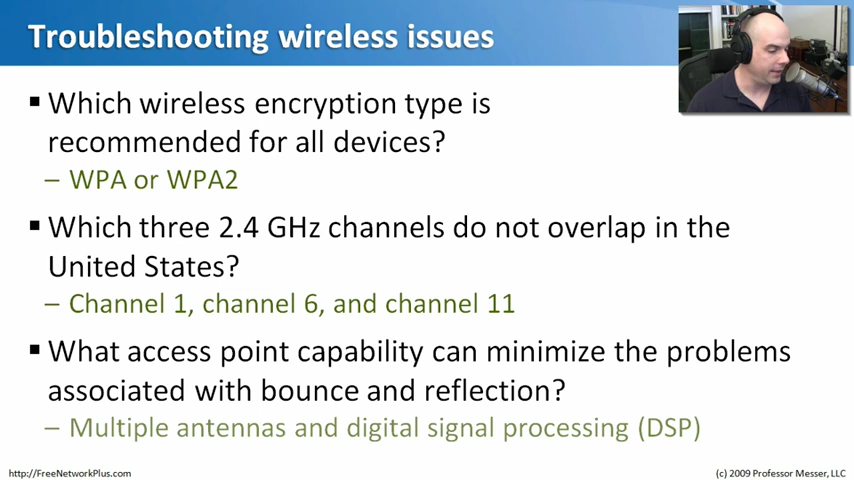 Troubleshooting wireless issues
▪ Which wireless encryption type is
recommended for all devices?
– WPA or WPA2
▪ Which three 2.4 GHz channels do not overlap in the
United States?
– Channel 1, channel 6, and channel 11
▪ What access point capability can minimize the problems
associated with bounce and reflection?
– Multiple antennas and digital signal processing (DSP)
http://FreeNetworkPlus.com
(c) 2009 Professor Messer, LLC